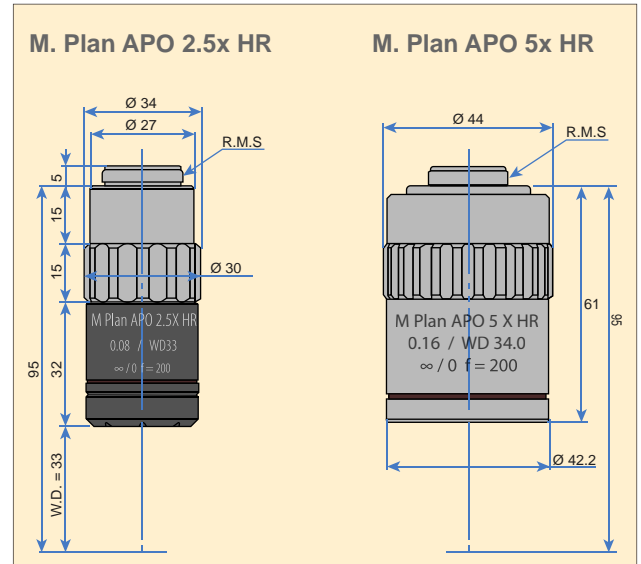 M. Plan APO 2.5x HR
Ø 34
Ø 27
R.M.S
5
15
15
Ø 30
M Plan APO 2.5X HR
0.08 / WD33
∞ / 0 f = 200
95
32
W.D. = 33
M. Plan APO 5x HR
Ø 44
R.M.S
61
95
M Plan APO 5 X HR
0.16 / WD 34.0
∞ / 0 f = 200
Ø 42.2